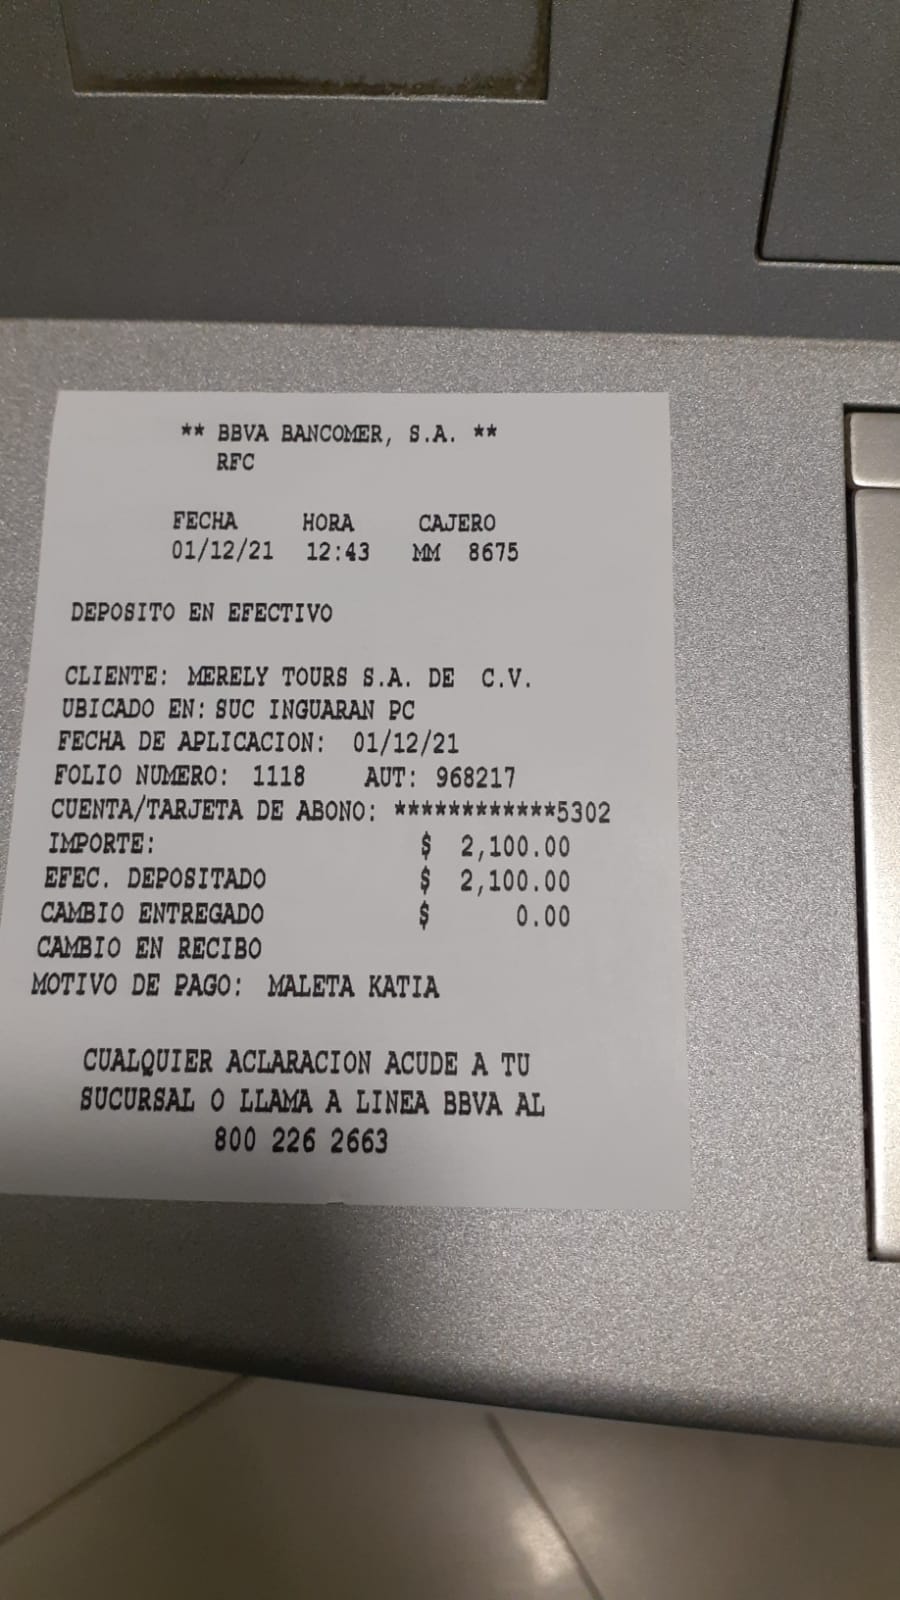 ** BBVA BANCOMER, S.A. **
RFC
FECHA HORA CAJERO
01/12/21 12:43 MM 8675
DEPOSITO EN EFECTIVO
CLIENTE: MERELY TOURS S.A. DE C.V.
UBICADO EN: SUC INGUARAN PC
FECHA DE APLICACION: 01/12/21
FOLIO NUMERO: 1118 AUT: 968217
CUENTA/TARJETA DE ABONO: ************5302
IMPORTE: $ 2,100.00
EFEC. DEPOSITADO $ 2,100.00
CAMBIO ENTREGADO $ 0.00
CAMBIO EN RECIBO
MOTIVO DE PAGO: MALETA KATIA
CUALQUIER ACLARACION ACUDE A TU
SUCURSAL O LLAMA A LINEA BBVA AL
800 226 2663